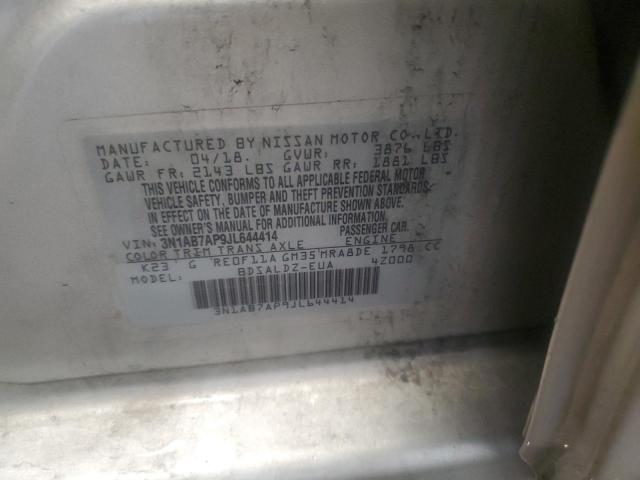 MANUFACTURED BY NISSAN MOTOR CO., LTD.
DATE: 04/18. GVWR: 3876 LBS
GAWR FR: 2143 LBS GAWR RR: 1881 LBS
THIS VEHICLE CONFORMS TO ALL APPLICABLE FEDERAL MOTOR
VEHICLE SAFETY, BUMPER AND THEFT PREVENTION STANDARDS
IN EFFECT ON THE DATE OF MANUFACTURE SHOWN ABOVE.
SEE OWNER'S MANUAL FOR ADDITIONAL INFORMATION.
VIN: 3N1AB7AP9JL644414 PASSENGER CAR
COLOR TRIM TRANS AXLE ENGINE
K23 G RE0F11A GM35 MRA8DE 1798 CC
MODEL: BDSALDZ-EUA 4Z000
3N1AB7AP9JL644414